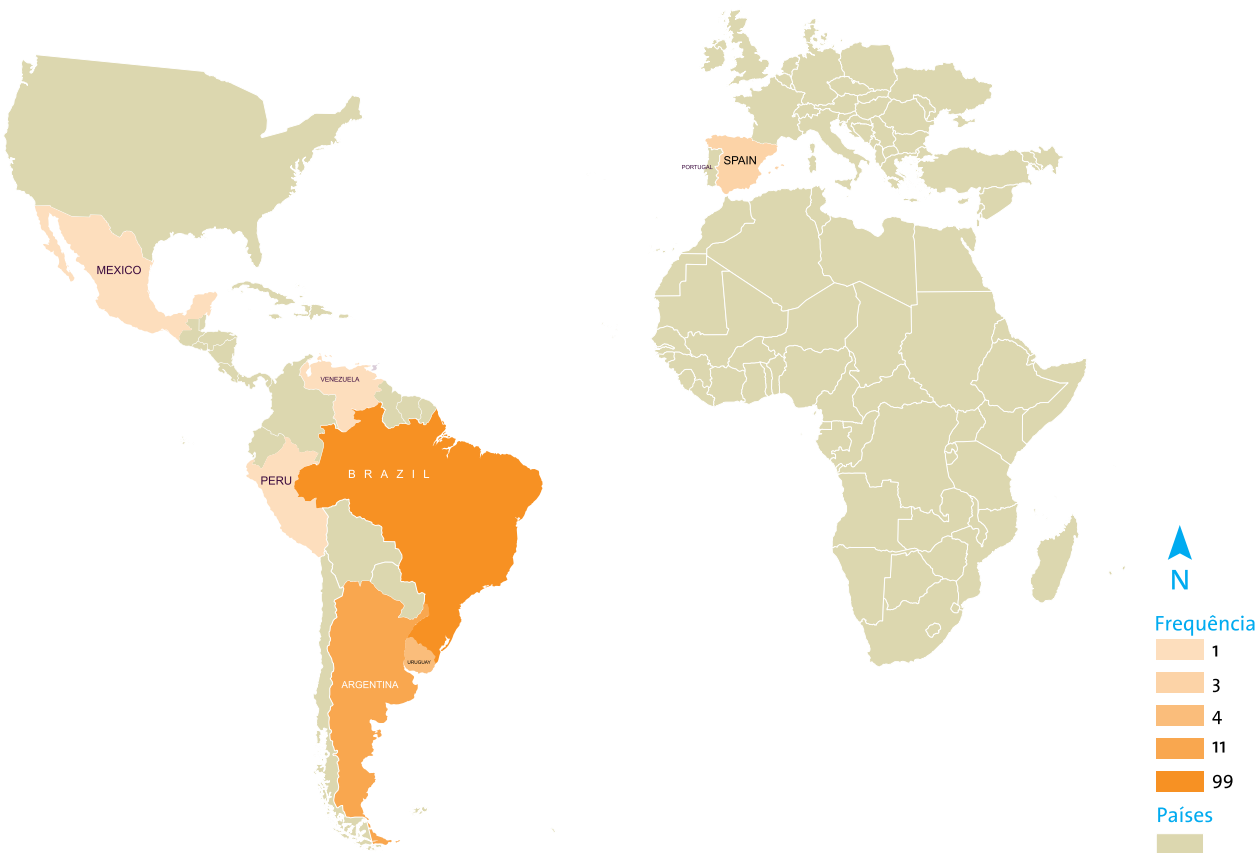 SPAIN
PORTUGAL
MEXICO
VENEZUELA
B R A Z I L
PERU
URUGUAY
ARGENTINA
N
Frequência
1
3
4
11
99
Países